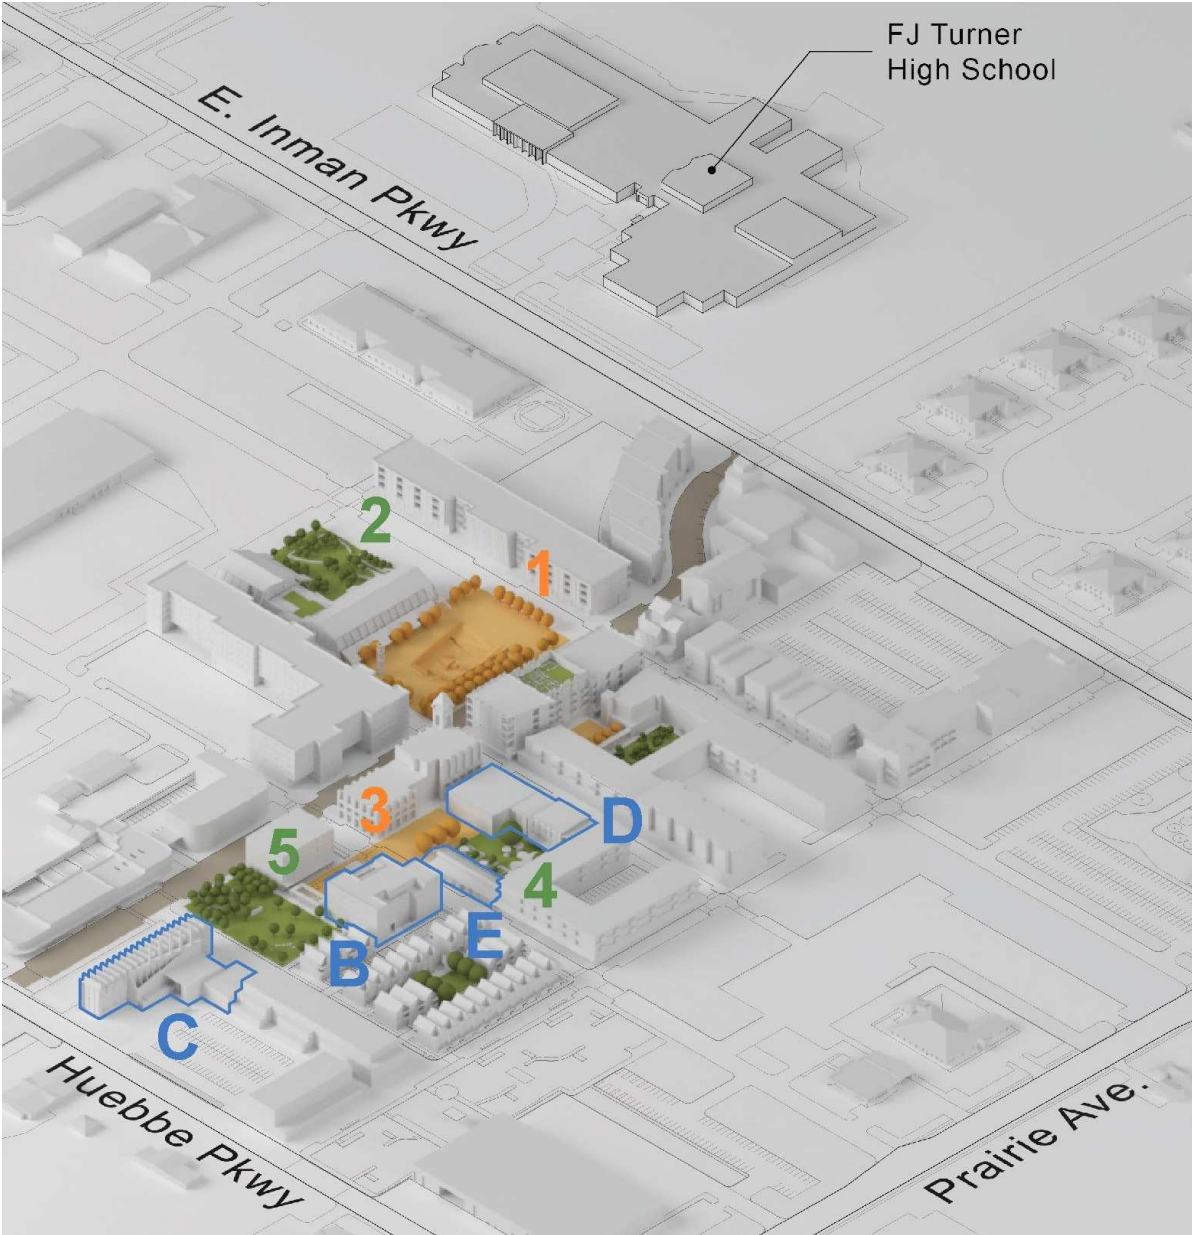 FJ Turner
High School
E. Inman Pkwy
2
1
3
D
5
4
E
B
C
Huebbe Pkwy
Prairie Ave.